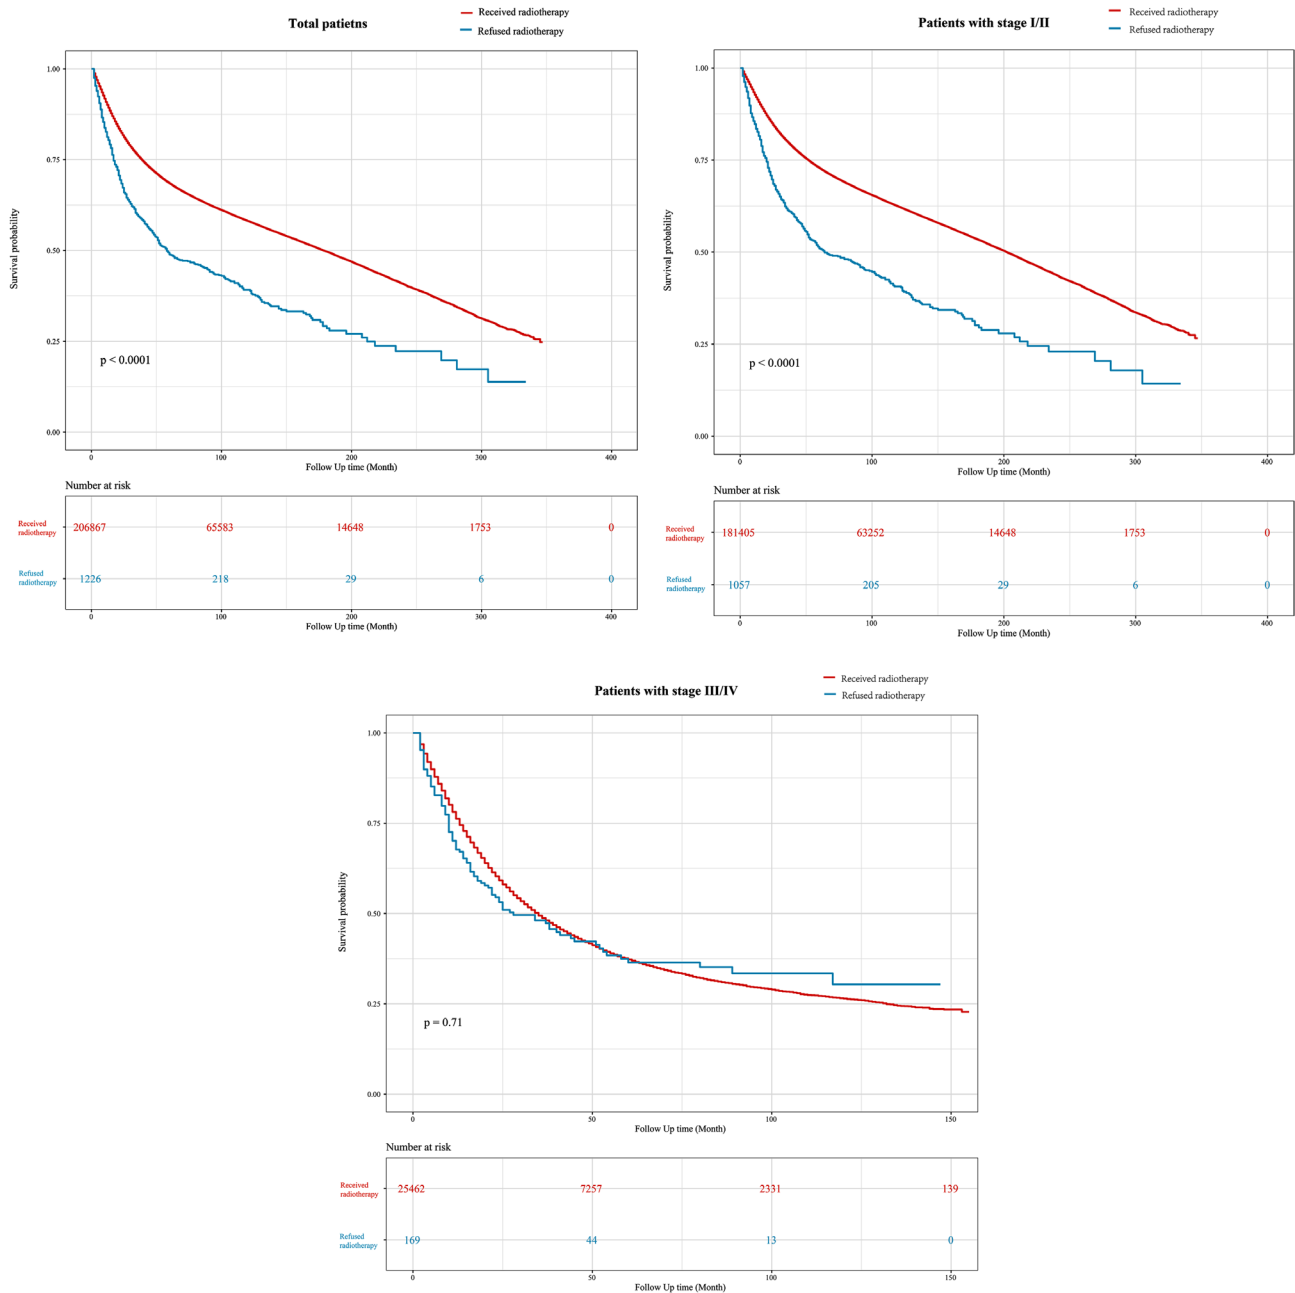 Total patietns
Received radiotherapy
Refused radiotherapy
1.00
0.75
0.50
0.25
0.00
Survival probability
p < 0.0001
0 100 200 300 400
Follow Up time (Month)
Number at risk
Received radiotherapy 206867 65583 14648 1753 0
Refused radiotherapy 1226 218 29 6 0
0 100 200 300 400
Follow Up time (Month)
Patients with stage I/II
Received radiotherapy
Refused radiotherapy
1.00
0.75
0.50
0.25
0.00
Survival probability
p < 0.0001
0 100 200 300 400
Follow Up time (Month)
Number at risk
Received radiotherapy 181405 63252 14648 1753 0
Refused radiotherapy 1057 205 29 6 0
0 100 200 300 400
Follow Up time (Month)
Patients with stage III/IV
Received radiotherapy
Refused radiotherapy
1.00
0.75
0.50
0.25
0.00
Survival probability
p = 0.71
0 50 100 150
Follow Up time (Month)
Number at risk
Received radiotherapy 25462 7257 2331 139
Refused radiotherapy 169 44 13 0
0 50 100 150
Follow Up time (Month)